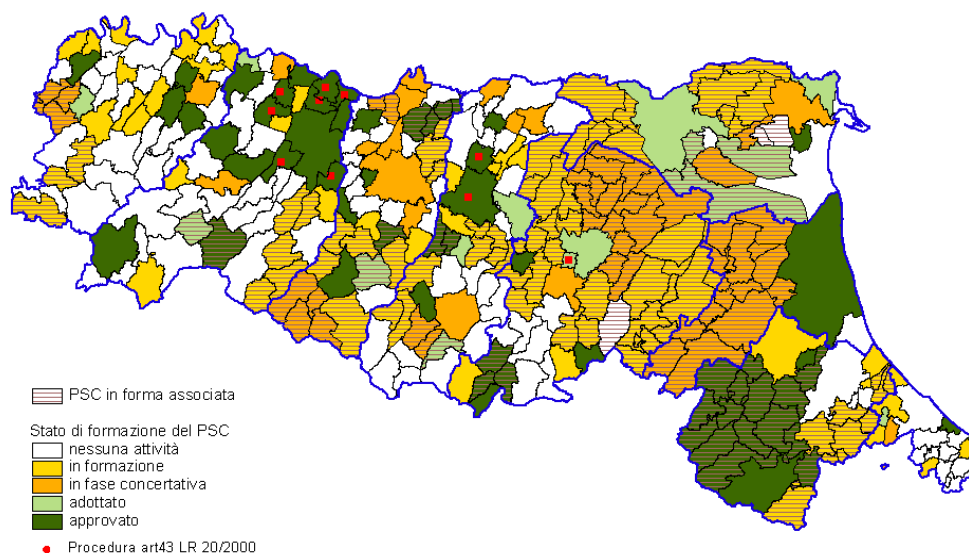 PSC in forma associata
Stato di formazione del PSC
nessuna attività
in formazione
in fase concertativa
adottato
approvato
Procedura art43 LR 20/2000